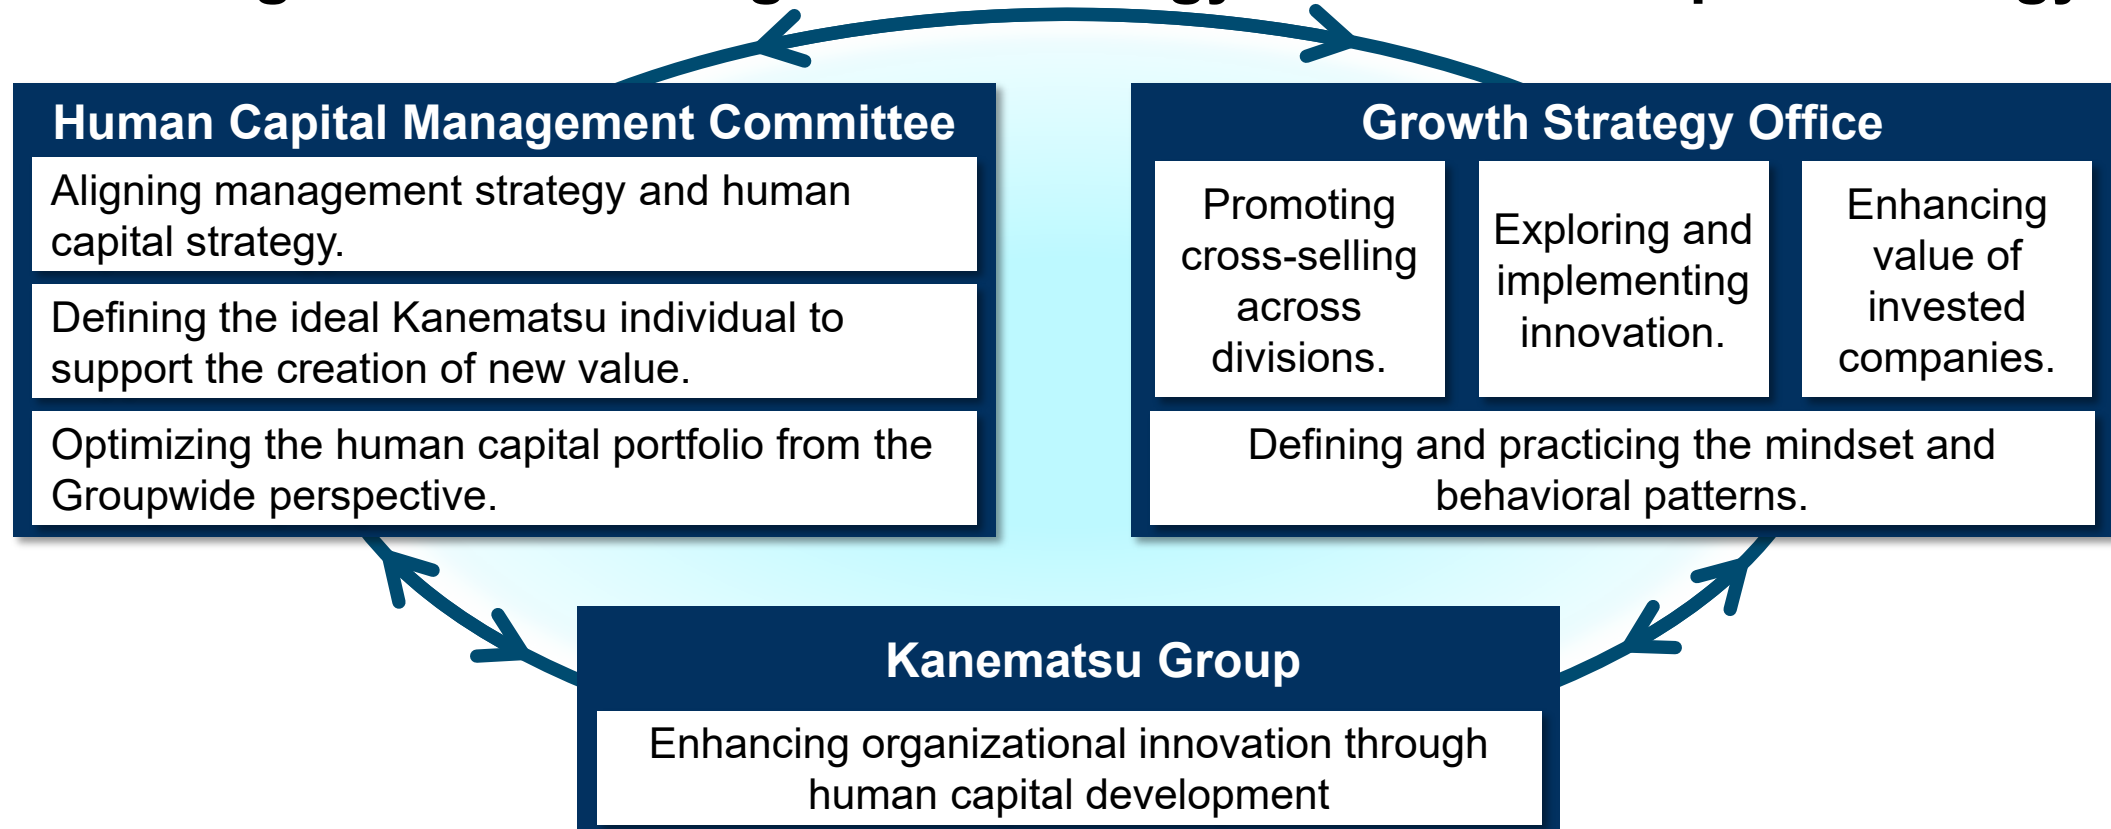 Human Capital Management Committee
Aligning management strategy and human
capital strategy.
Defining the ideal Kanematsu individual to
support the creation of new value.
Optimizing the human capital portfolio from the
Groupwide perspective.
Growth Strategy Office
Promoting
cross-selling
across
divisions.
Exploring and
implementing
innovation.
Enhancing
value of
invested
companies.
Defining and practicing the mindset and
behavioral patterns.
Kanematsu Group
Enhancing organizational innovation through
human capital development